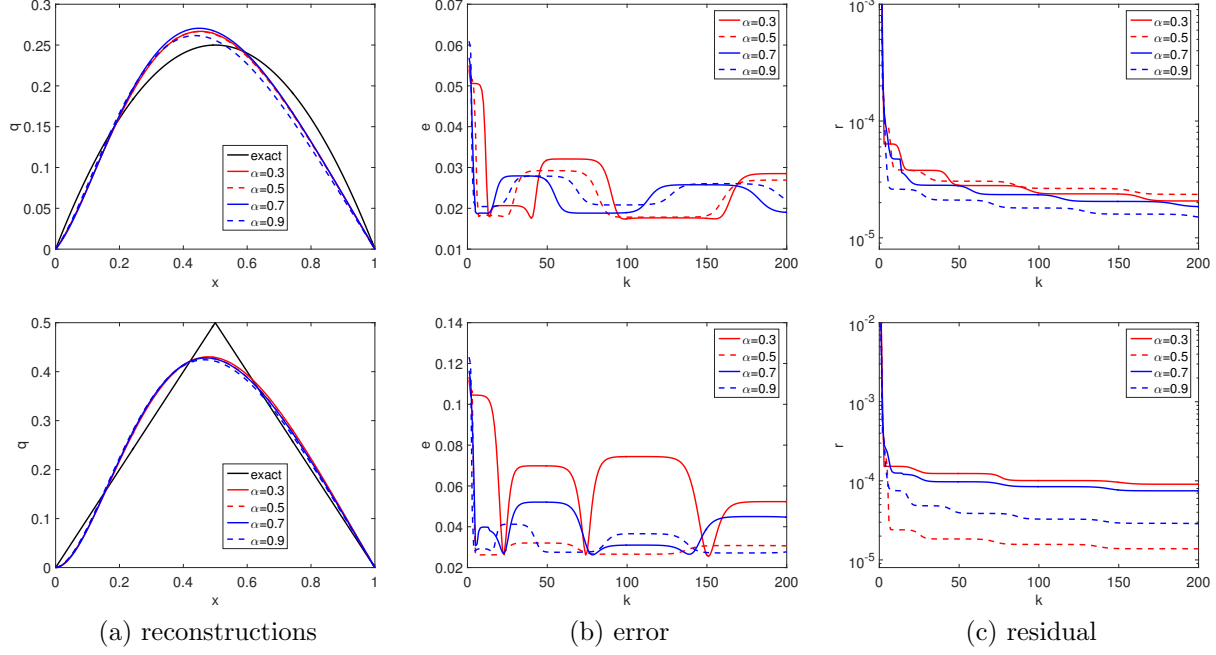 0.3
0.25
0.2
0.15
0.1
0.05
0
q
0 0.2 0.4 0.6 0.8 1
x
exact
α=0.3
α=0.5
α=0.7
α=0.9
0.07
0.06
0.05
0.04
0.03
0.02
0.01
e
0 50 100 150 200
k
α=0.3
α=0.5
α=0.7
α=0.9
10⁻³
10⁻⁴
10⁻⁵
r
0 50 100 150 200
k
α=0.3
α=0.5
α=0.7
α=0.9
0.5
0.4
0.3
0.2
0.1
0
q
0 0.2 0.4 0.6 0.8 1
x
exact
α=0.3
α=0.5
α=0.7
α=0.9
0.14
0.12
0.1
0.08
0.06
0.04
0.02
e
0 50 100 150 200
k
α=0.3
α=0.5
α=0.7
α=0.9
10⁻²
10⁻³
10⁻⁴
10⁻⁵
r
0 50 100 150 200
k
α=0.3
α=0.5
α=0.7
α=0.9
(a) reconstructions
(b) error
(c) residual